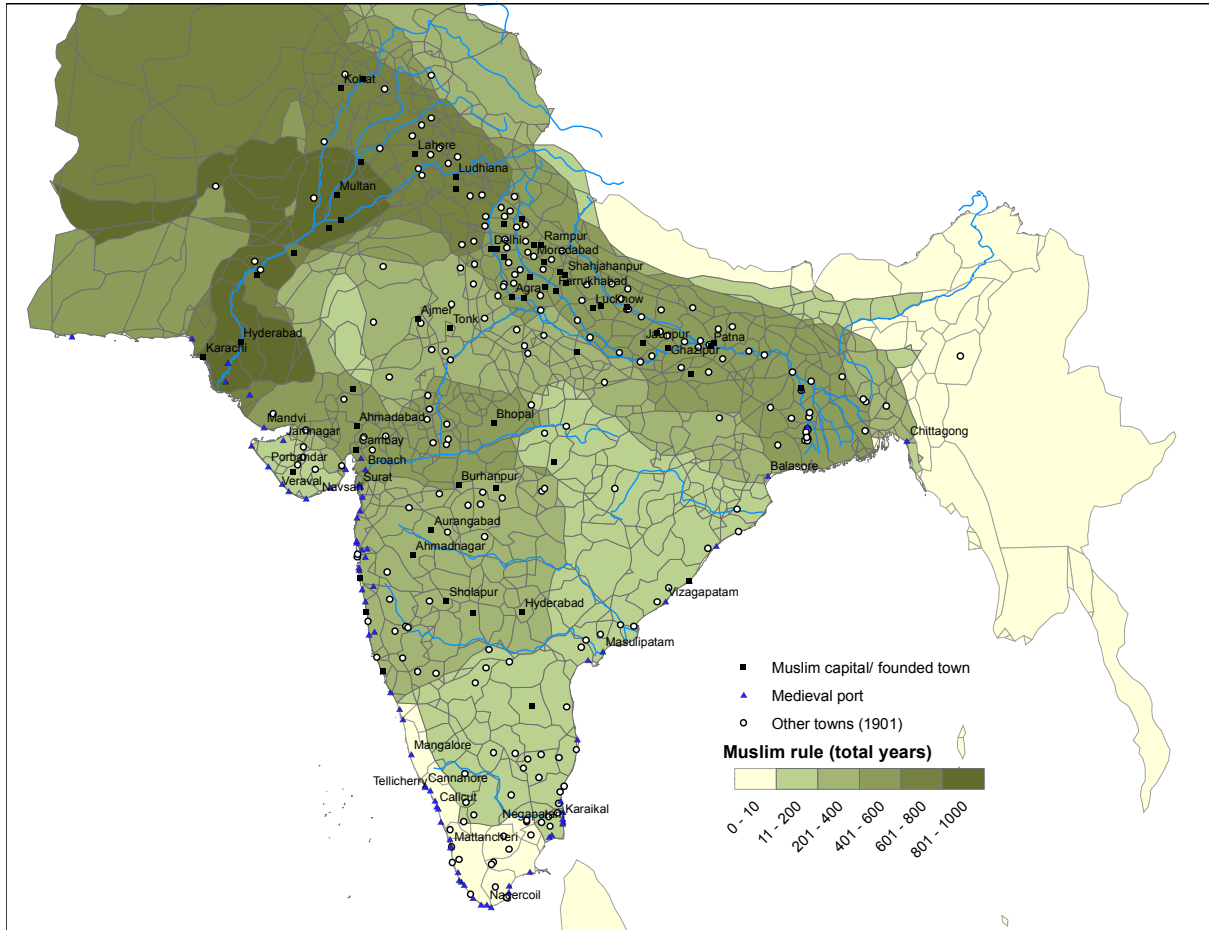 Kohat
Lahore
Ludhiana
Multan
Delhi
Rampur
Moradabad
Shahjahanpur
Farrukhabad
Agra
Lucknow
Ajmer
Tonk
Hyderabad
Karachi
Jaunpur
Patna
Ghazipur
Mandvi
Ahmadabad
Bhopal
Jamnagar
Cambay
Chittagong
Porbandar
Broach
Balasore
Veraval
Navsari
Surat
Burhanpur
Aurangabad
Ahmadnagar
Sholapur
Hyderabad
Vizagapatam
Masulipatam
Muslim capital/ founded town
Medieval port
Other towns (1901)
Mangalore
Muslim rule (total years)
Tellicherry
Cannanore
Calicut
Karaikal
Negapatam
0 - 10
11 - 200
201 - 400
401 - 600
601 - 800
801 - 1000
Mattancheri
Nagercoil